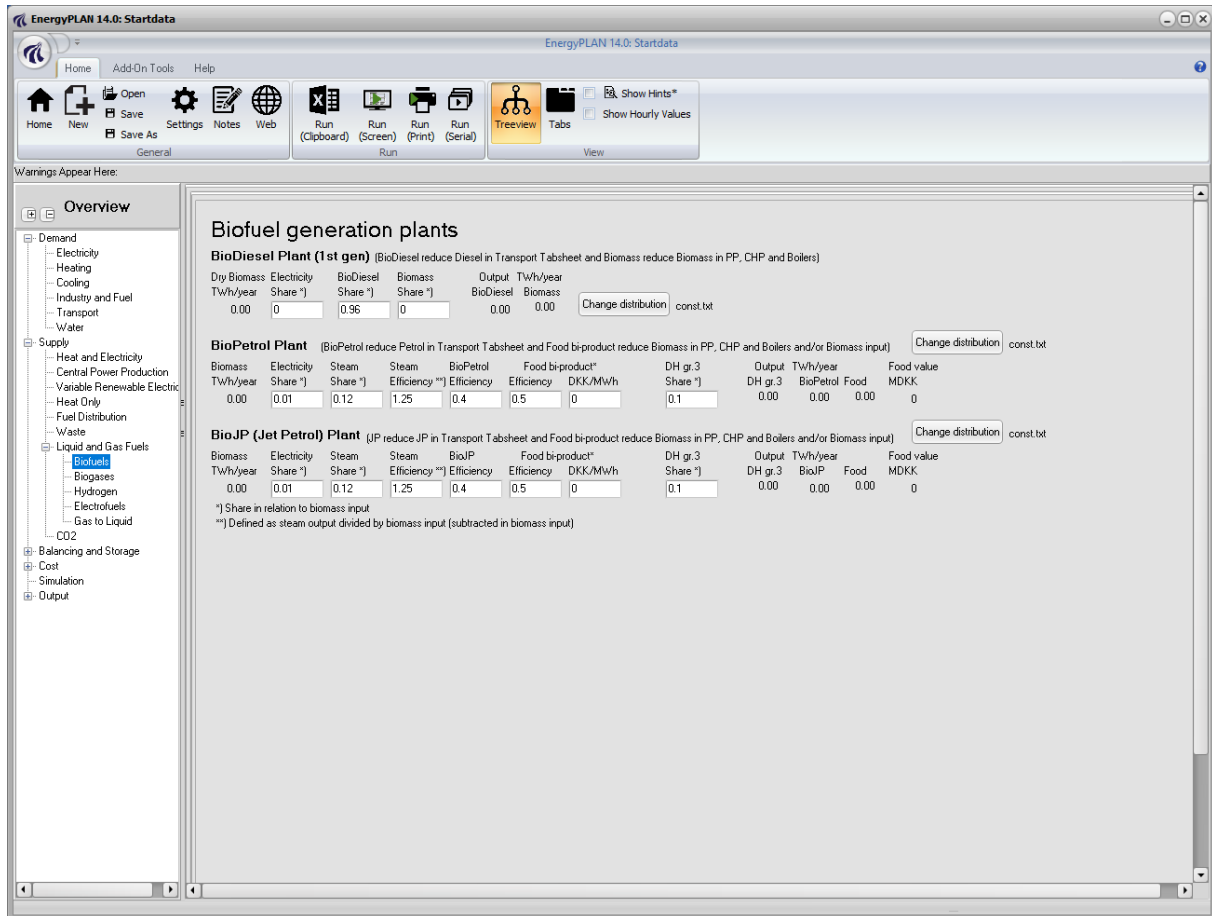 EnergyPLAN 14.0: Startdata
EnergyPLAN 14.0: Startdata
Home Add-On Tools Help
Home New Open Save Save As Settings Notes Web
General
Run (Clipboard) Run (Screen) Run (Print) Run (Serial)
Run
Treeview Tabs Show Hints* Show Hourly Values
View
Warnings Appear Here:
Overview
Demand
Electricity
Heating
Cooling
Industry and Fuel
Transport
Water
Supply
Heat and Electricity
Central Power Production
Variable Renewable Electric
Heat Only
Fuel Distribution
Waste
Liquid and Gas Fuels
Biofuels
Biogases
Hydrogen
Electrofuels
Gas to Liquid
CO2
Balancing and Storage
Cost
Simulation
Output
Biofuel generation plants
BioDiesel Plant (1st gen) (BioDiesel reduce Diesel in Transport Tabsheet and Biomass reduce Biomass in PP, CHP and Boilers)
Dry Biomass Electricity BioDiesel Biomass Output TWh/year
TWh/year Share *) Share *) Share *) BioDiesel Biomass
0.00 0 0.96 0 0.00 0.00 Change distribution const.txt
BioPetrol Plant (BioPetrol reduce Petrol in Transport Tabsheet and Food bi-product reduce Biomass in PP, CHP and Boilers and/or Biomass input) Change distribution const.txt
Biomass Electricity Steam Steam BioPetrol Food bi-product* DH gr.3 Output TWh/year Food value
TWh/year Share *) Share *) Efficiency **) Efficiency Efficiency DKK/MWh Share *) DH gr.3 BioPetrol Food MDKK
0.00 0.01 0.12 1.25 0.4 0.5 0 0.1 0.00 0.00 0.00 0
BioJP (Jet Petrol) Plant (JP reduce JP in Transport Tabsheet and Food bi-product reduce Biomass in PP, CHP and Boilers and/or Biomass input) Change distribution const.txt
Biomass Electricity Steam Steam BioJP Food bi-product* DH gr.3 Output TWh/year Food value
TWh/year Share *) Share *) Efficiency **) Efficiency Efficiency DKK/MWh Share *) DH gr.3 BioJP Food MDKK
0.00 0.01 0.12 1.25 0.4 0.5 0 0.1 0.00 0.00 0.00 0
*) Share in relation to biomass input
**) Defined as steam output divided by biomass input (subtracted in biomass input)